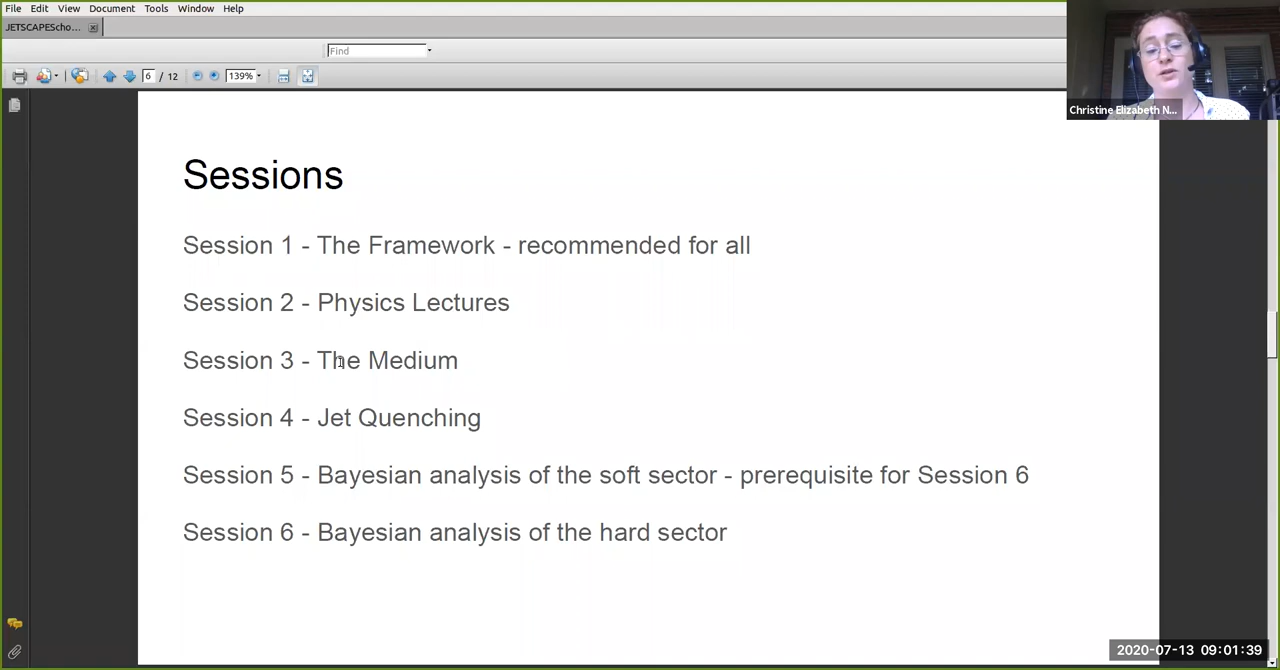 File Edit View Document Tools Window Help
JETSCAPEScho...
Find
6 / 12 139%
Christine Elizabeth N...
Sessions
Session 1 - The Framework - recommended for all
Session 2 - Physics Lectures
Session 3 - The Medium
Session 4 - Jet Quenching
Session 5 - Bayesian analysis of the soft sector - prerequisite for Session 6
Session 6 - Bayesian analysis of the hard sector
2020-07-13 09:01:39